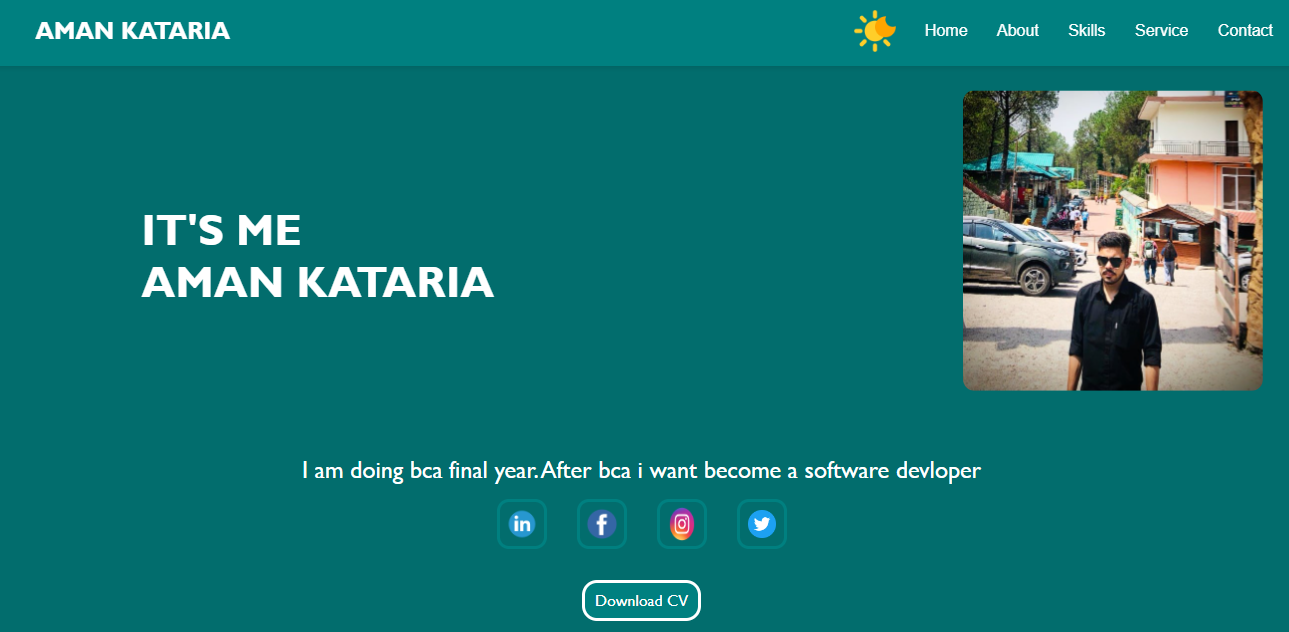 AMAN KATARIA
Home About Skills Service Contact
IT'S ME
AMAN KATARIA
I am doing bca final year. After bca i want become a software devloper
in f
Download CV